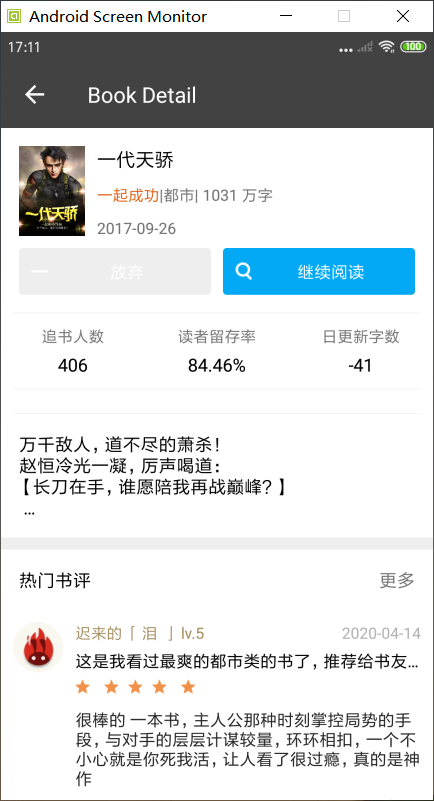 Android Screen Monitor
17:11
100
Book Detail
一代天骄
一代天骄
一起成功|都市| 1031 万字
2017-09-26
放弃
继续阅读
追书人数
读者留存率
日更新字数
406
84.46%
-41
万千敌人，道不尽的萧杀！
赵恒冷光一凝，厉声喝道：
【长刀在手，谁愿陪我再战巅峰？】
...
热门书评
更多
迟来的「 泪 」lv.5
2020-04-14
这是我看过最爽的都市类的书了，推荐给书友...
很棒的 一本书，主人公那种时刻掌控局势的手
段，与对手的层层计谋较量，环环相扣，一个不
小心就是你死我活，让人看了很过瘾，真的是神
作